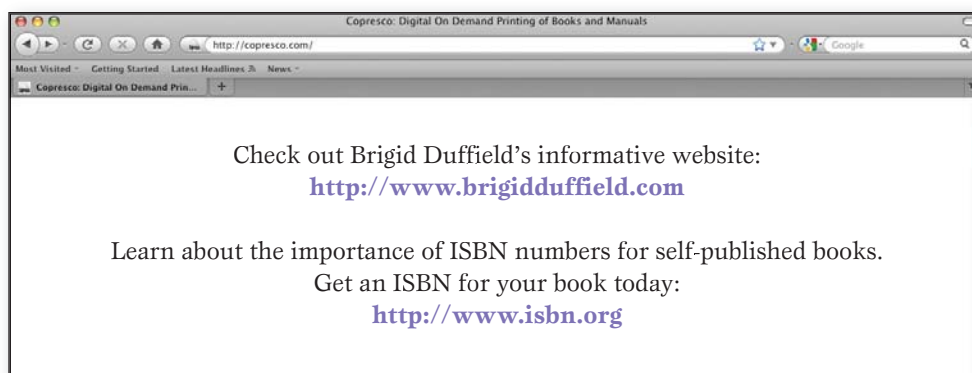 Copresco: Digital On Demand Printing of Books and Manuals
http://copresco.com/
Google
Most Visited Getting Started Latest Headlines News
Copresco: Digital On Demand Prin... +
Check out Brigid Duffield’s informative website:
http://www.brigidduffield.com
Learn about the importance of ISBN numbers for self-published books.
Get an ISBN for your book today:
http://www.isbn.org